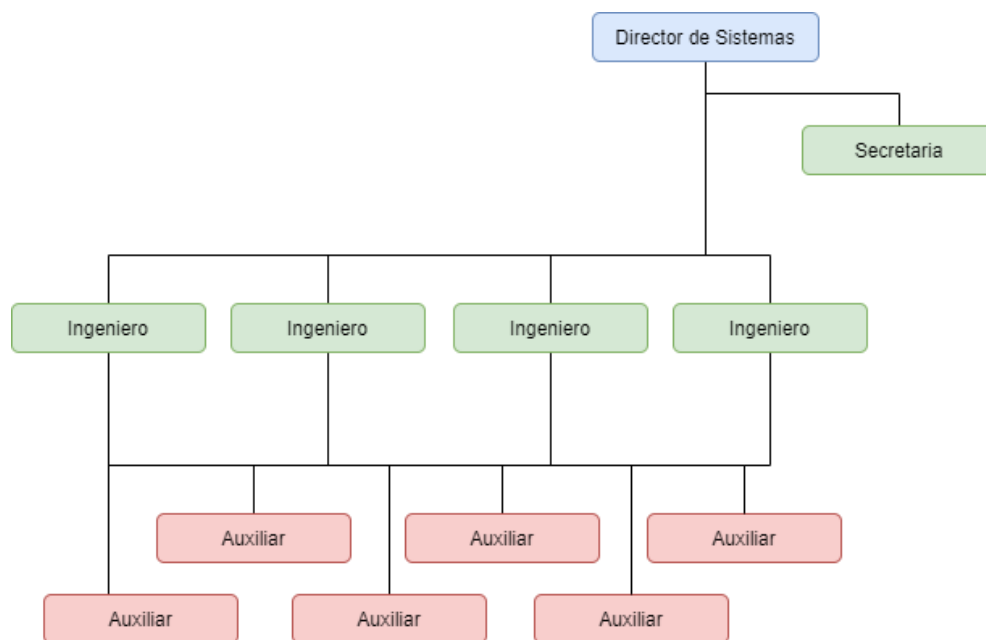 Director de Sistemas
Secretaria
Ingeniero
Ingeniero
Ingeniero
Ingeniero
Auxiliar
Auxiliar
Auxiliar
Auxiliar
Auxiliar
Auxiliar